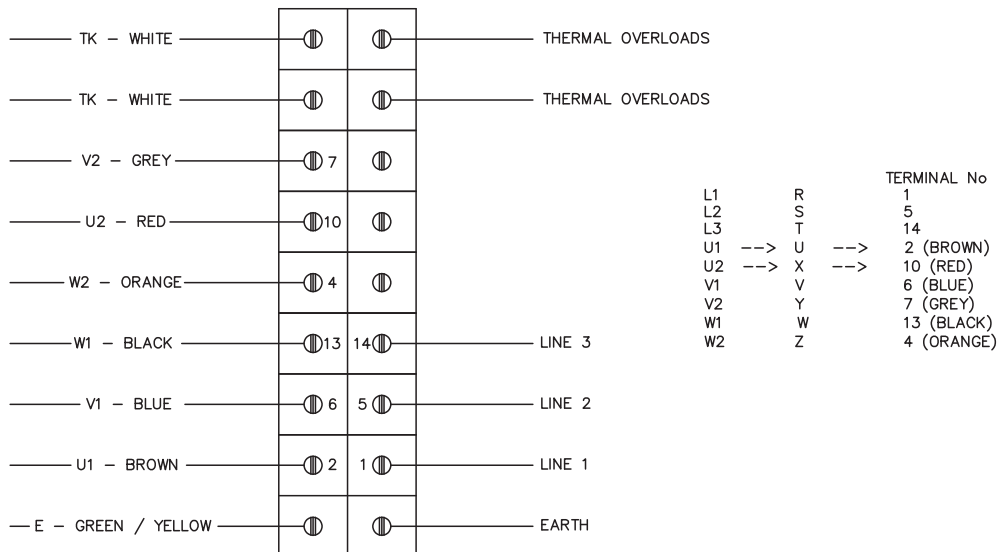 TK – WHITE THERMAL OVERLOADS
TK – WHITE THERMAL OVERLOADS
V2 – GREY 7
U2 – RED 10
W2 – ORANGE 4
W1 – BLACK 13 14 LINE 3
V1 – BLUE 6 5 LINE 2
U1 – BROWN 2 1 LINE 1
E – GREEN / YELLOW EARTH
TERMINAL No
L1 R 1
L2 S 5
L3 T 14
U1 --> U --> 2 (BROWN)
U2 --> X --> 10 (RED)
V1 V 6 (BLUE)
V2 Y 7 (GREY)
W1 W 13 (BLACK)
W2 Z 4 (ORANGE)